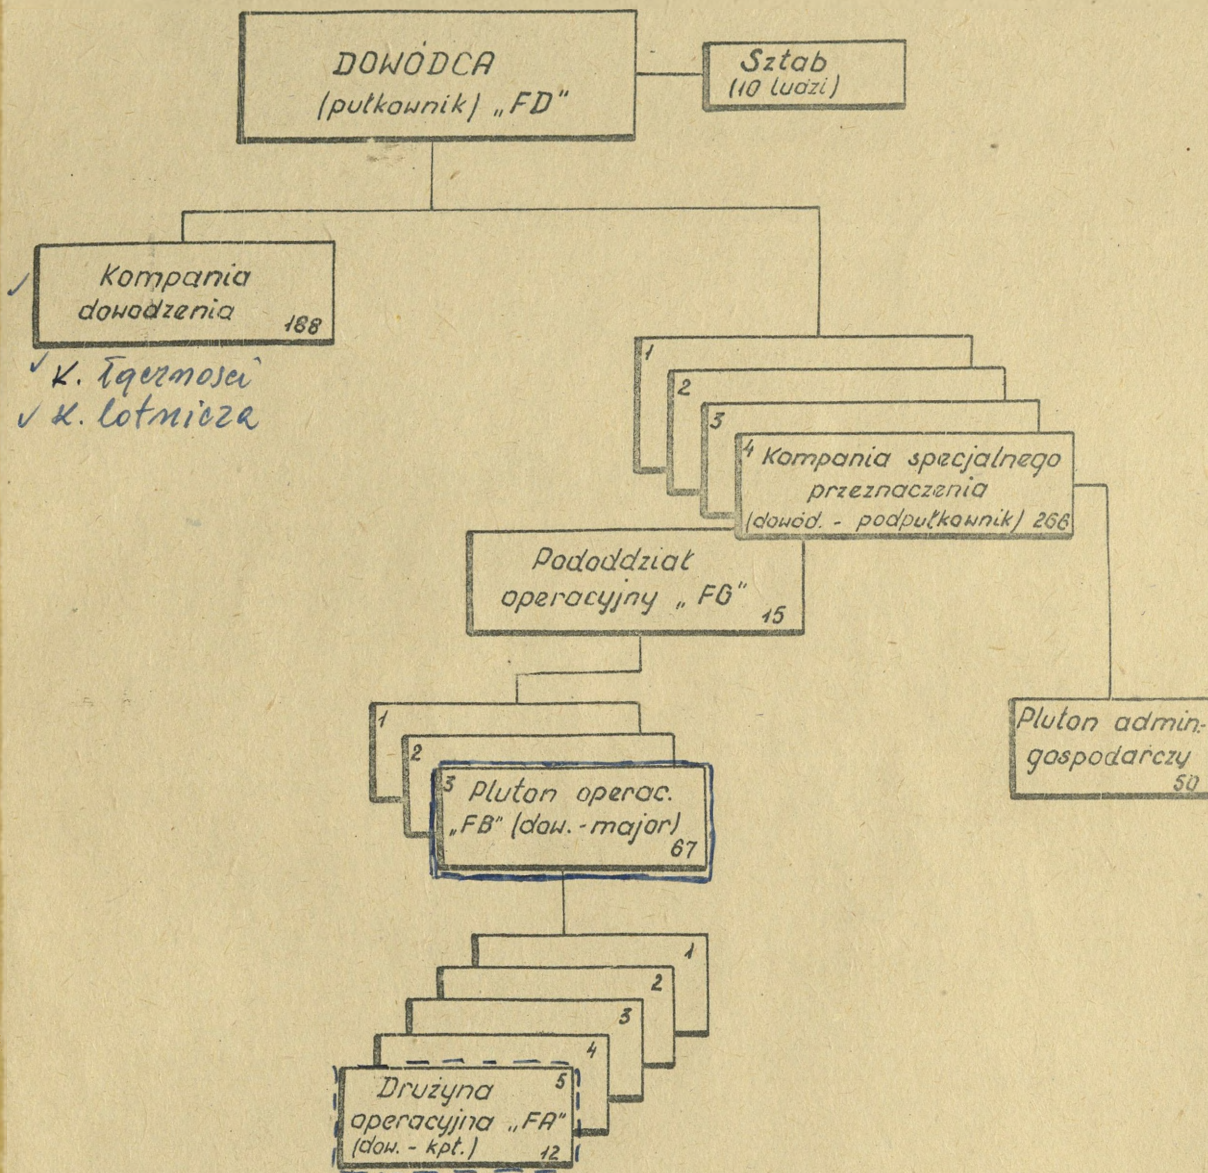 DOWÓDCA
(pułkownik) „FD"
Sztab
(10 ludzi)
Kompania
dowodzenia
188
K. łączności
K. lotnicza
1
2
3
4 Kompania specjalnego
przeznaczenia
(dowód. - podpułkownik) 266
Pododdział
operacyjny „FG"
15
1
2
3 Pluton operac.
„FB" (dow. - major)
67
Pluton admin.-
gospodarczy
50
1
2
3
4
5
Drużyna
operacyjna „FA"
(dow. - kpt.) 12